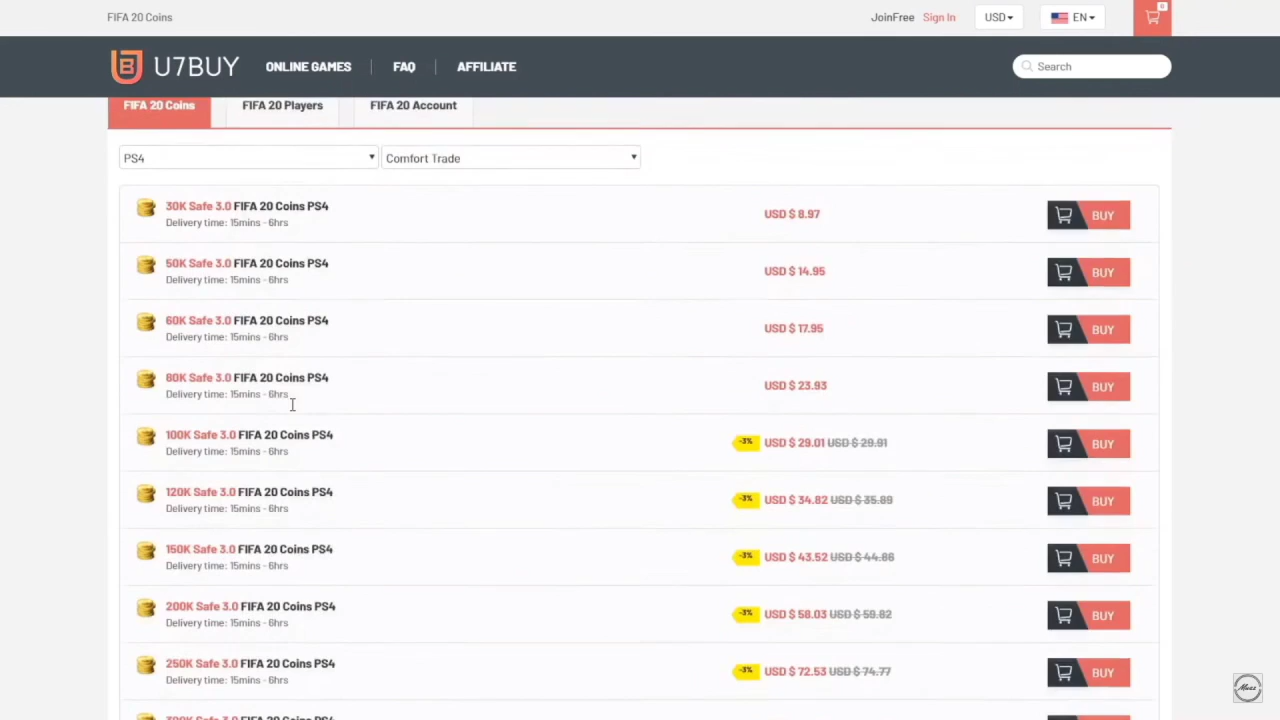 FIFA 20 Coins
JoinFree Sign In USD EN 0
U7BUY ONLINE GAMES FAQ AFFILIATE Search
FIFA 20 Coins FIFA 20 Players FIFA 20 Account
PS4 Comfort Trade
30K Safe 3.0 FIFA 20 Coins PS4
Delivery time: 15mins - 6hrs
USD $ 8.97
BUY
50K Safe 3.0 FIFA 20 Coins PS4
Delivery time: 15mins - 6hrs
USD $ 14.95
BUY
60K Safe 3.0 FIFA 20 Coins PS4
Delivery time: 15mins - 6hrs
USD $ 17.95
BUY
80K Safe 3.0 FIFA 20 Coins PS4
Delivery time: 15mins - 6hrs
USD $ 23.93
BUY
100K Safe 3.0 FIFA 20 Coins PS4
Delivery time: 15mins - 6hrs
-3% USD $ 29.01 USD $ 29.91
BUY
120K Safe 3.0 FIFA 20 Coins PS4
Delivery time: 15mins - 6hrs
-3% USD $ 34.82 USD $ 35.89
BUY
150K Safe 3.0 FIFA 20 Coins PS4
Delivery time: 15mins - 6hrs
-3% USD $ 43.52 USD $ 44.86
BUY
200K Safe 3.0 FIFA 20 Coins PS4
Delivery time: 15mins - 6hrs
-3% USD $ 58.03 USD $ 59.82
BUY
250K Safe 3.0 FIFA 20 Coins PS4
Delivery time: 15mins - 6hrs
-3% USD $ 72.53 USD $ 74.77
BUY
300K Safe 3.0 FIFA 20 Coins PS4